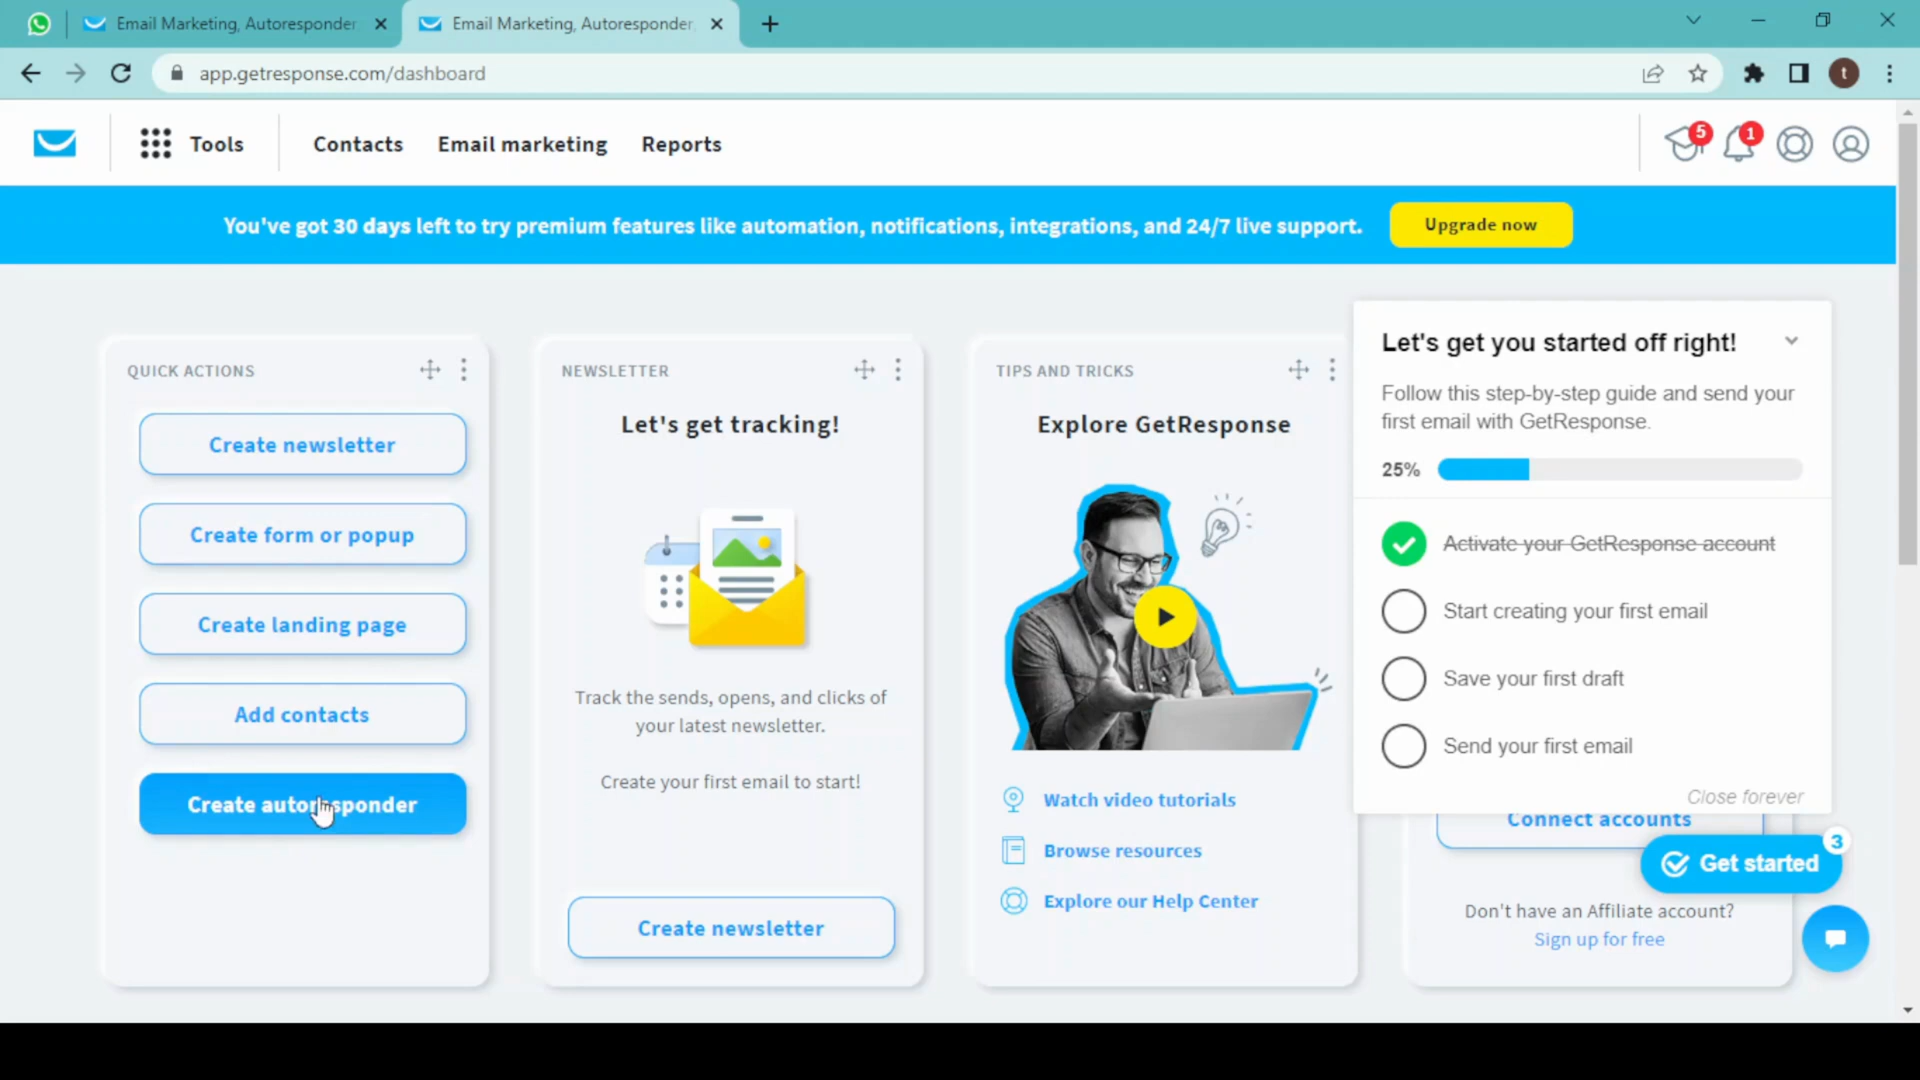 Email Marketing, Autoresponder
Email Marketing, Autoresponder
app.getresponse.com/dashboard
t
Tools
Contacts
Email marketing
Reports
5
1
You've got 30 days left to try premium features like automation, notifications, integrations, and 24/7 live support.
Upgrade now
QUICK ACTIONS
Create newsletter
Create form or popup
Create landing page
Add contacts
Create autoresponder
NEWSLETTER
Let's get tracking!
Track the sends, opens, and clicks of
your latest newsletter.
Create your first email to start!
Create newsletter
TIPS AND TRICKS
Explore GetResponse
Watch video tutorials
Browse resources
Explore our Help Center
Let's get you started off right!
Follow this step-by-step guide and send your
first email with GetResponse.
25%
Activate your GetResponse account
Start creating your first email
Save your first draft
Send your first email
Close forever
Connect accounts
3
Get started
Don't have an Affiliate account?
Sign up for free